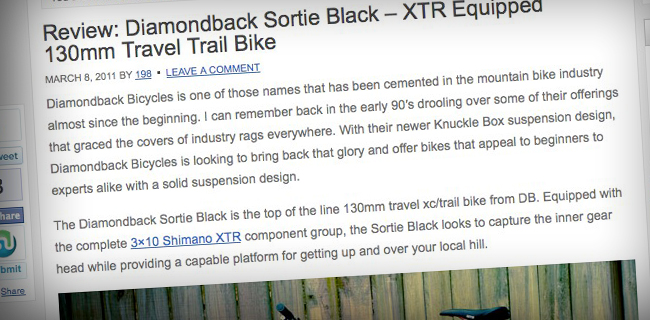 Review: Diamondback Sortie Black – XTR Equipped
130mm Travel Trail Bike
MARCH 8, 2011 BY 198 • LEAVE A COMMENT
Diamondback Bicycles is one of those names that has been cemented in the mountain bike industry
almost since the beginning. I can remember back in the early 90's drooling over some of their offerings
that graced the covers of industry rags everywhere. With their newer Knuckle Box suspension design,
Diamondback Bicycles is looking to bring back that glory and offer bikes that appeal to beginners to
experts alike with a solid suspension design.
The Diamondback Sortie Black is the top of the line 130mm travel xc/trail bike from DB. Equipped with
the complete 3×10 Shimano XTR component group, the Sortie Black looks to capture the inner gear
head while providing a capable platform for getting up and over your local hill.
weet
hare
bmit
Share